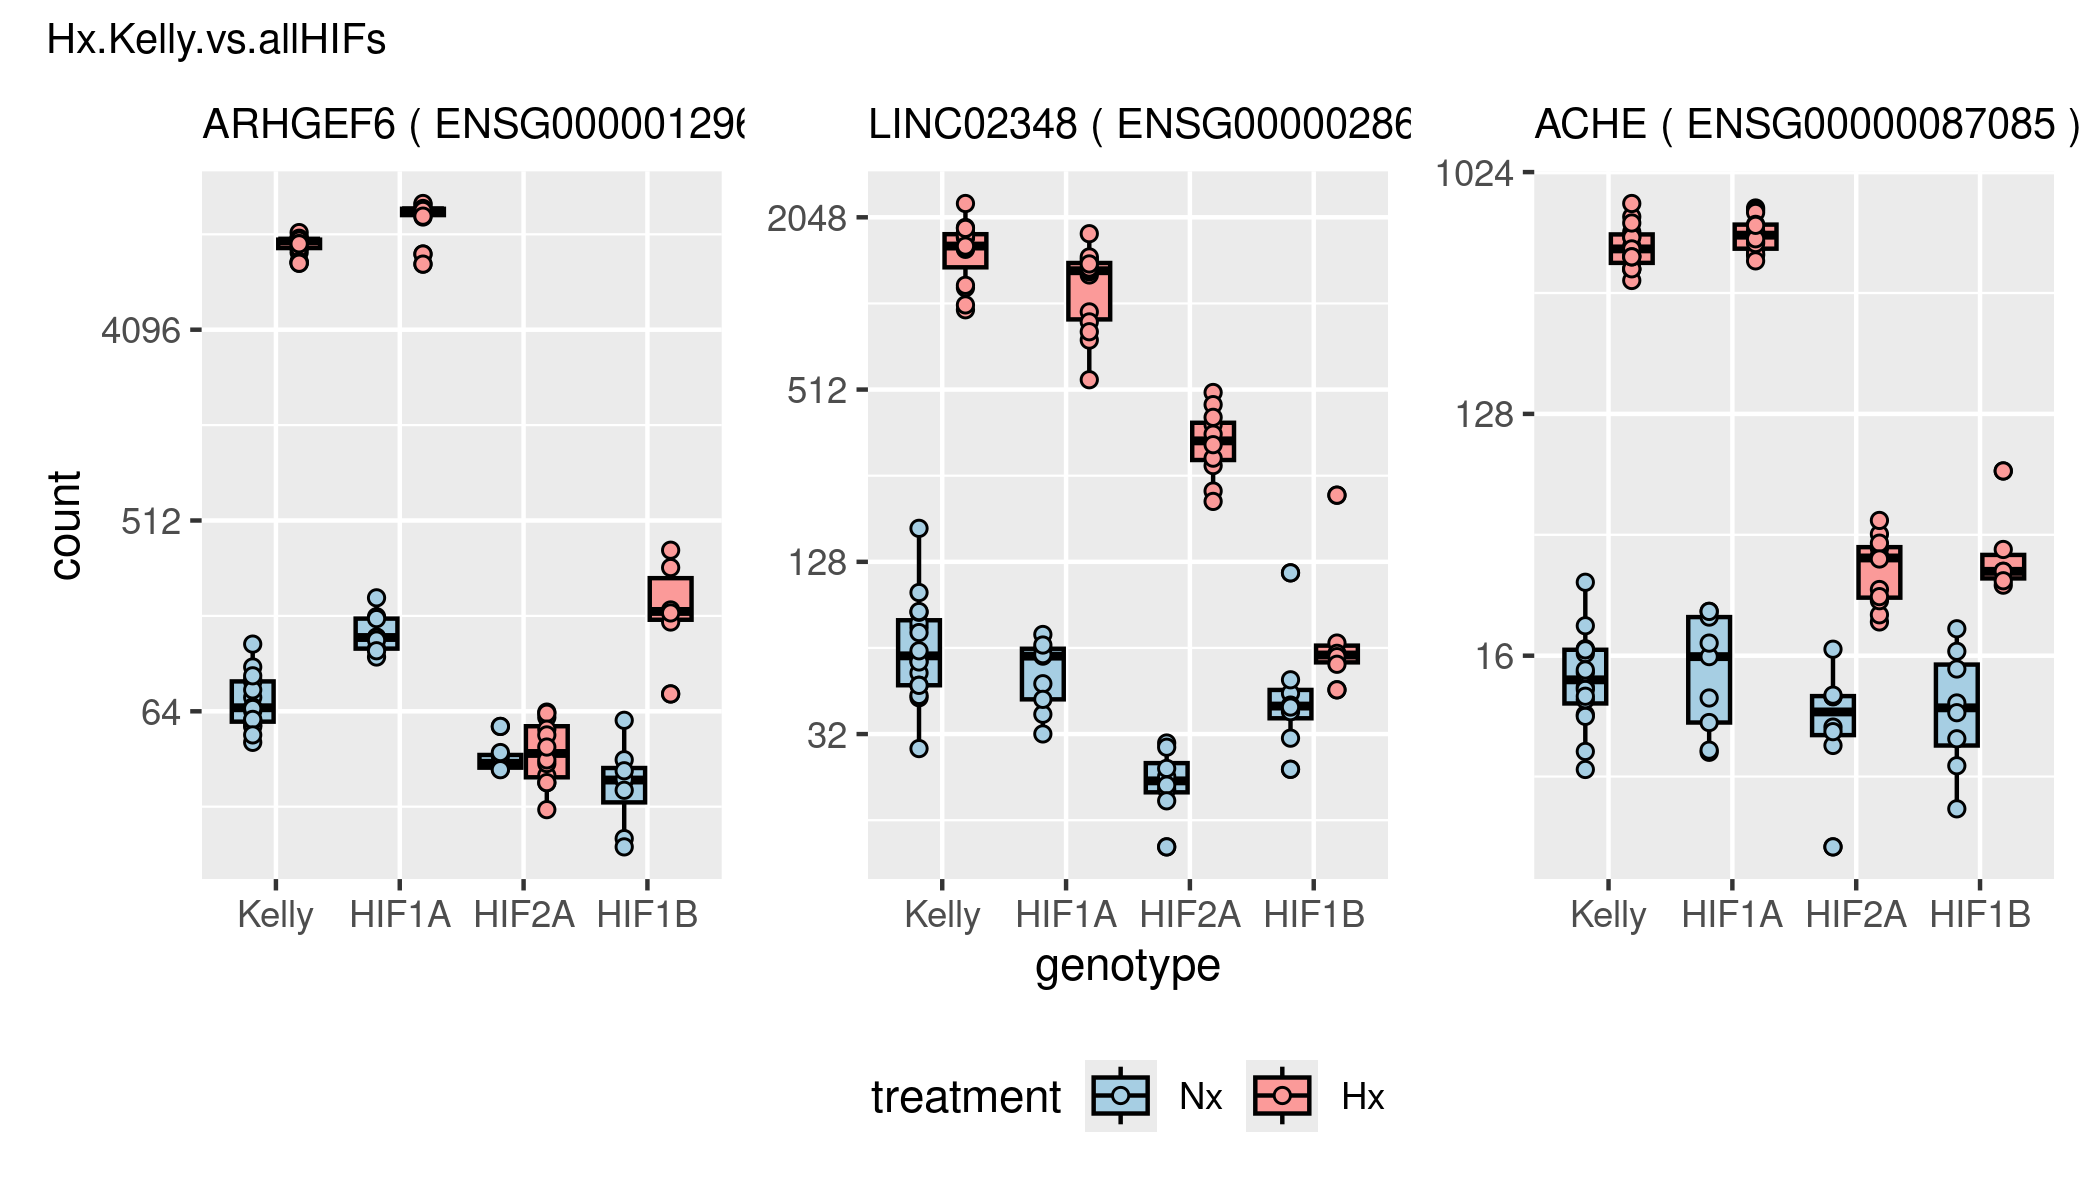 Hx.Kelly.vs.allHIFs
ARHGEF6 ( ENSG00000129
LINC02348 ( ENSG00000286
ACHE ( ENSG00000087085 )
count
4096
512
64
Kelly HIF1A HIF2A HIF1B
2048
512
128
32
Kelly HIF1A HIF2A HIF1B
1024
128
16
Kelly HIF1A HIF2A HIF1B
genotype
treatment Nx Hx